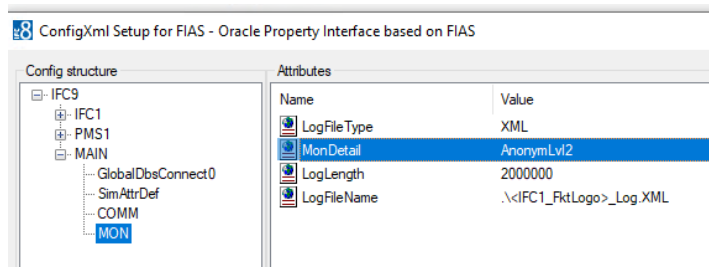 8 ConfigXml Setup for FIAS - Oracle Property Interface based on FIAS
Config structure
Attributes
IFC9
IFC1
PMS1
MAIN
GlobalDbsConnect0
SimAttrDef
COMM
MON
Name Value
LogFileType XML
MonDetail AnonymLvl2
LogLength 2000000
LogFileName .\<IFC1_FktLogo>_Log.XML